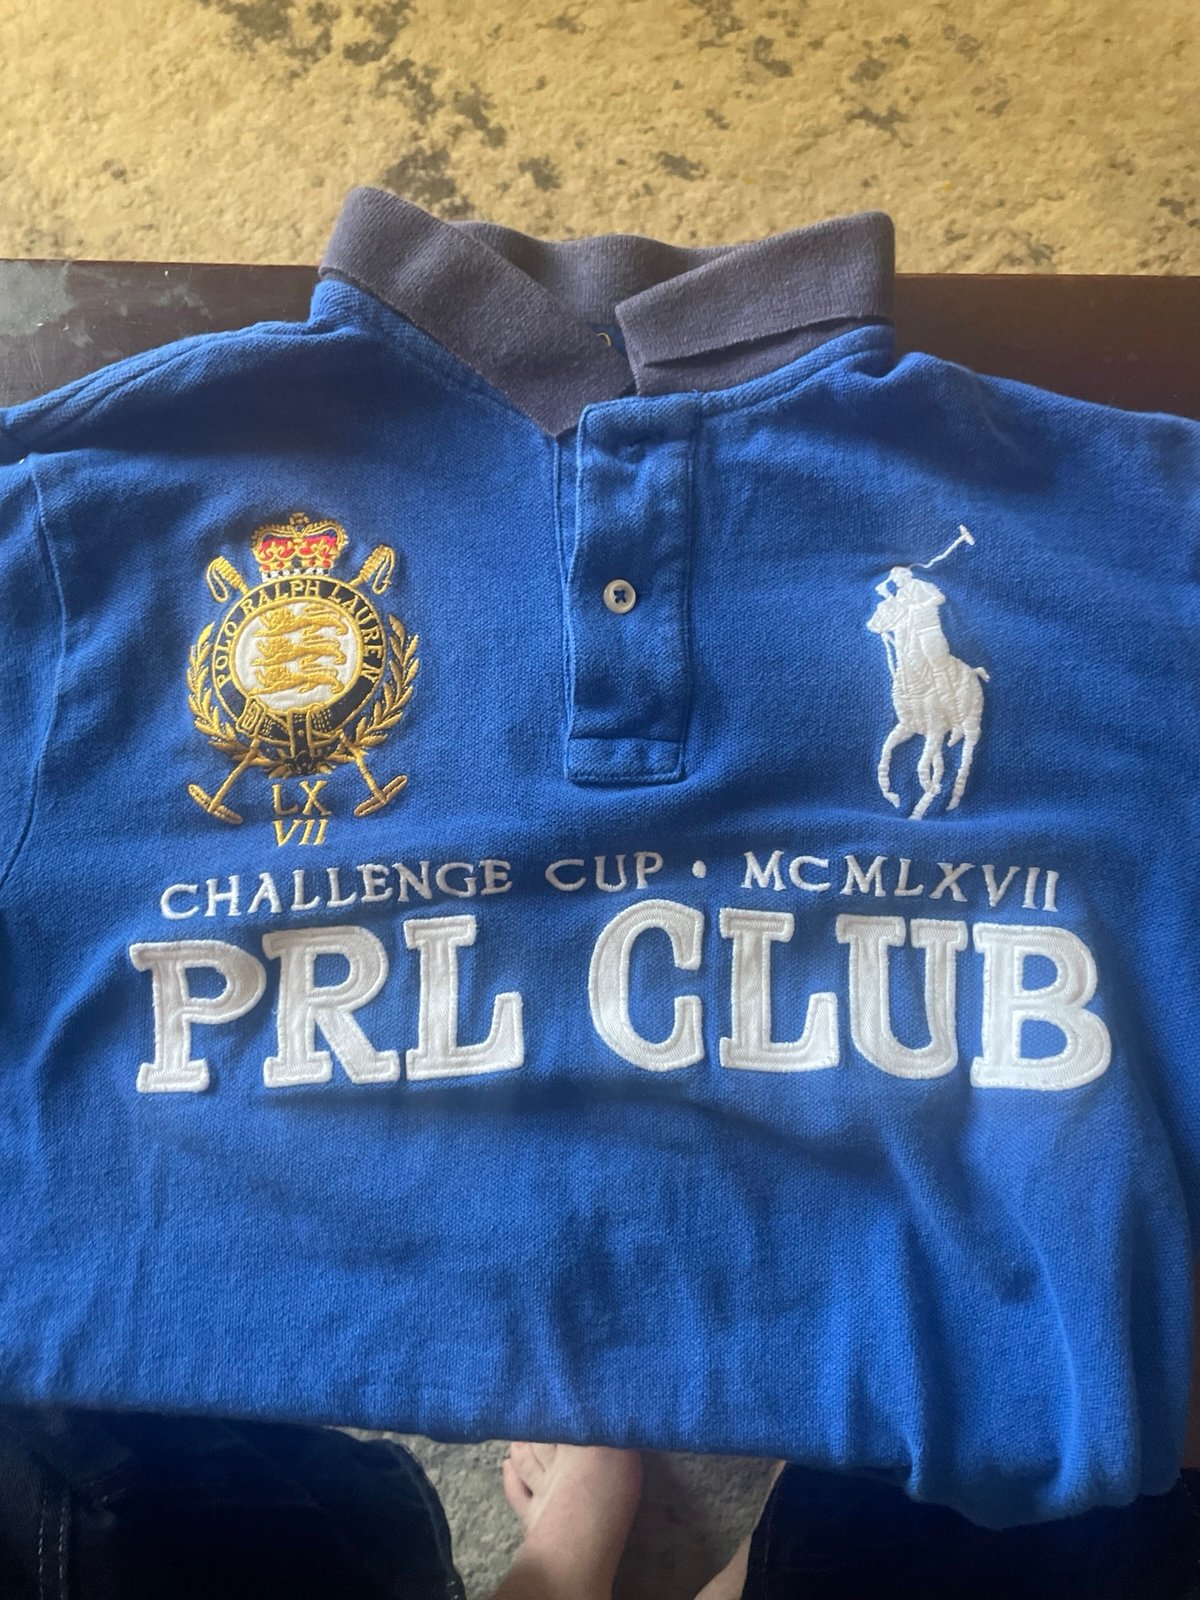 POLO RALPH LAUREN
LX
VII
CHALLENGE CUP • MCMLXVII
PRL CLUB